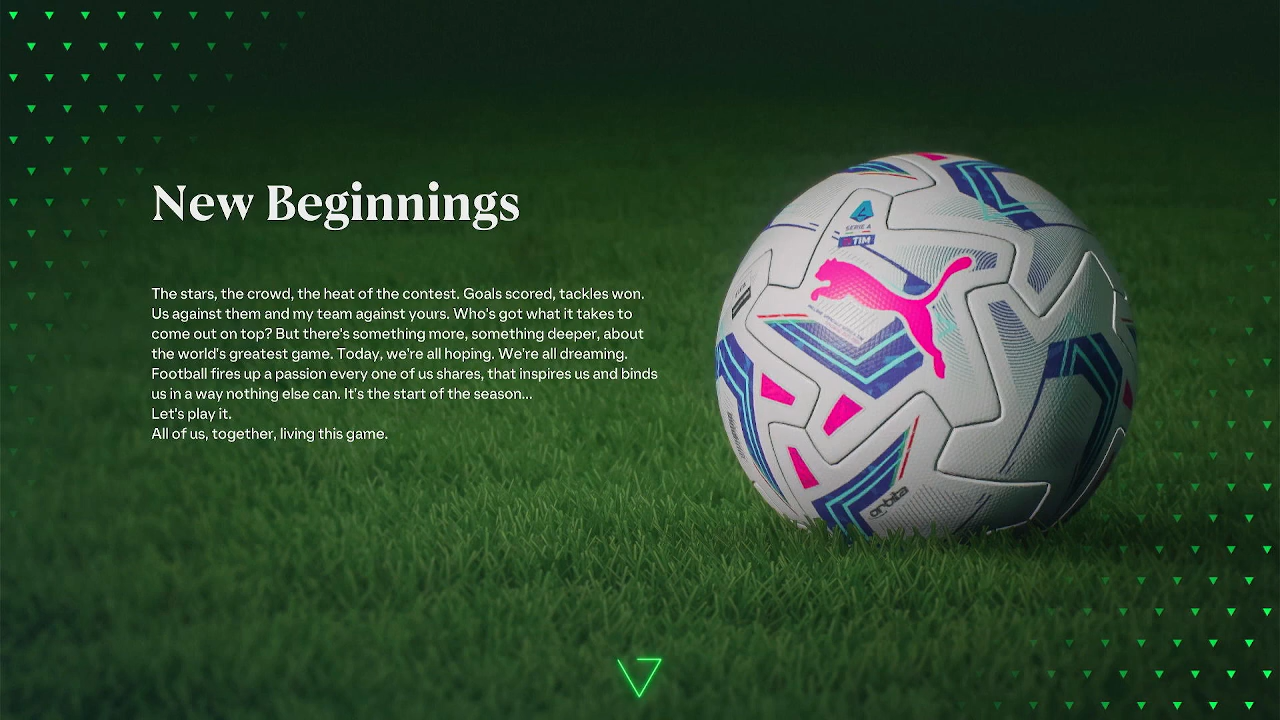 New Beginnings
The stars, the crowd, the heat of the contest. Goals scored, tackles won.
Us against them and my team against yours. Who's got what it takes to
come out on top? But there's something more, something deeper, about
the world's greatest game. Today, we're all hoping. We're all dreaming.
Football fires up a passion every one of us shares, that inspires us and binds
us in a way nothing else can. It's the start of the season...
Let's play it.
All of us, together, living this game.
SERIE A
TIM
orbita